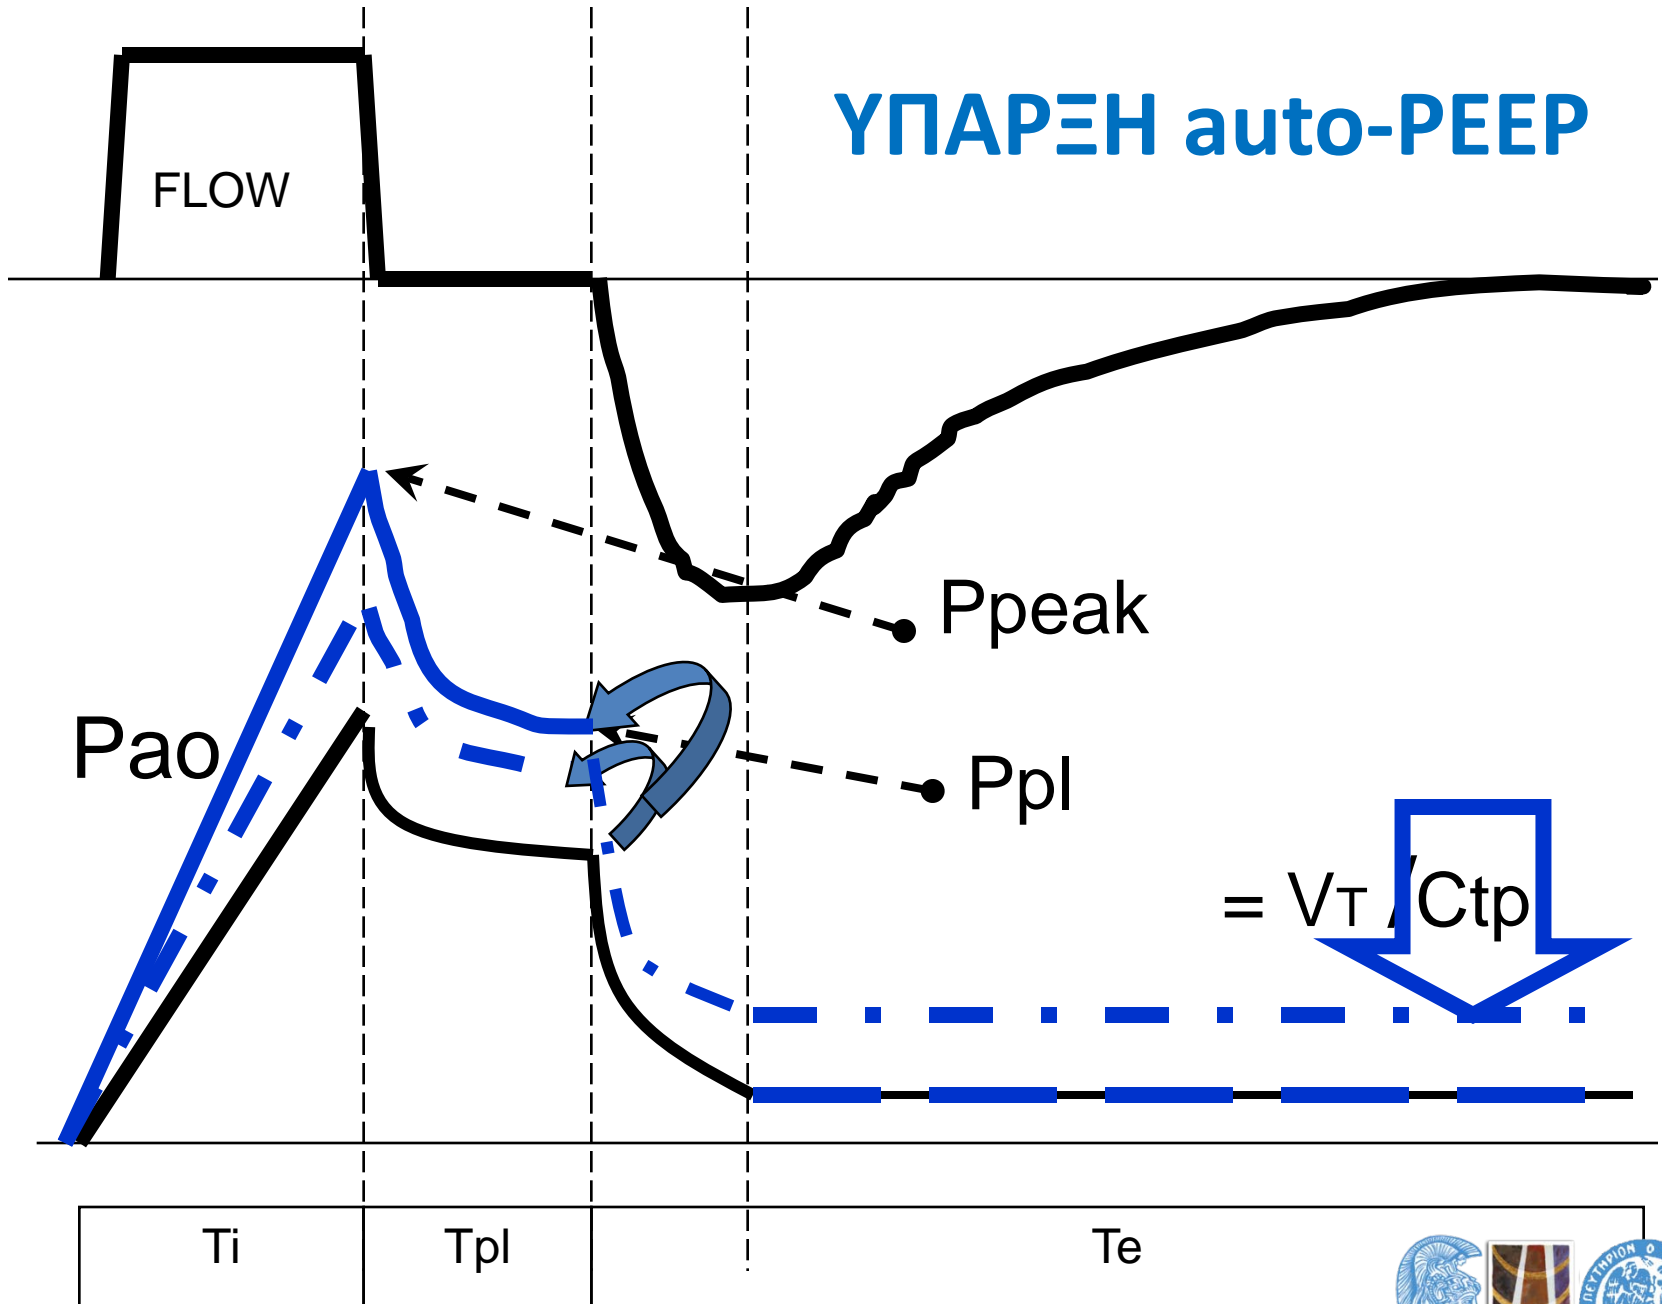 ΥΠΑΡΞΗ auto-PEEP
FLOW
Ppeak
Pao
Ppl
= VT /Ctp
Ti Tpl Te